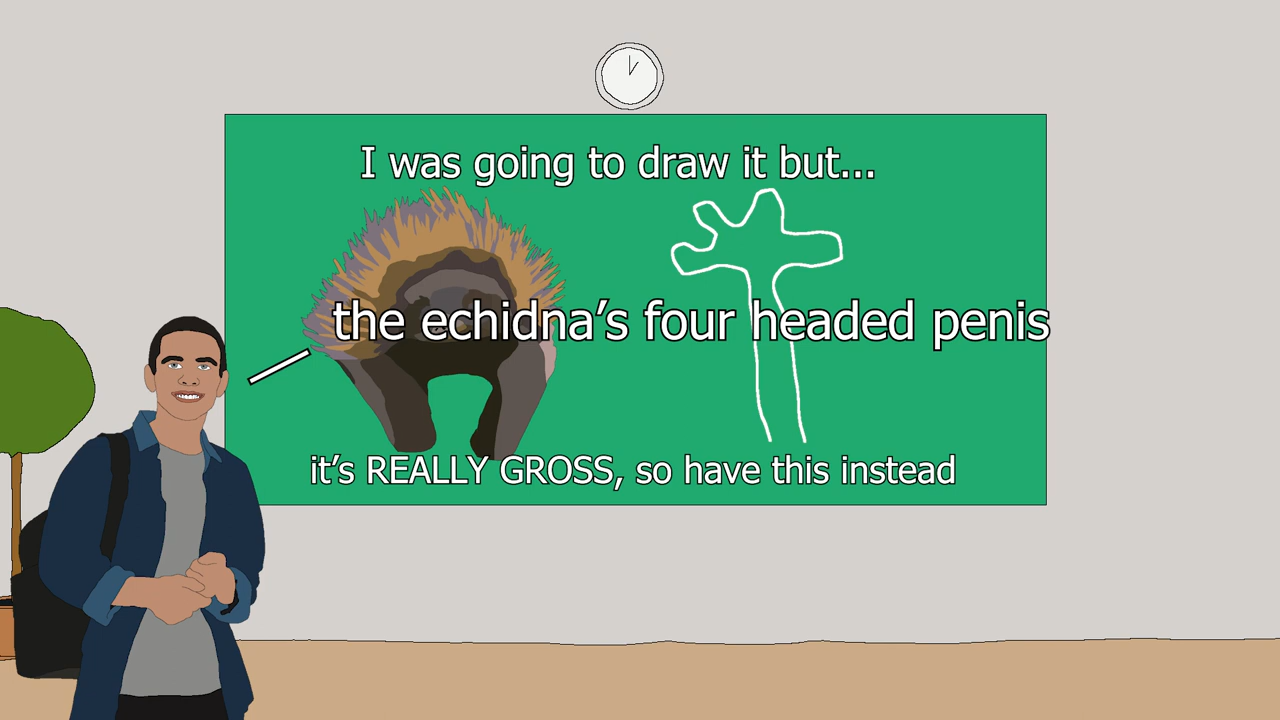 I was going to draw it but...
the echidna’s four headed penis
it’s REALLY GROSS, so have this instead